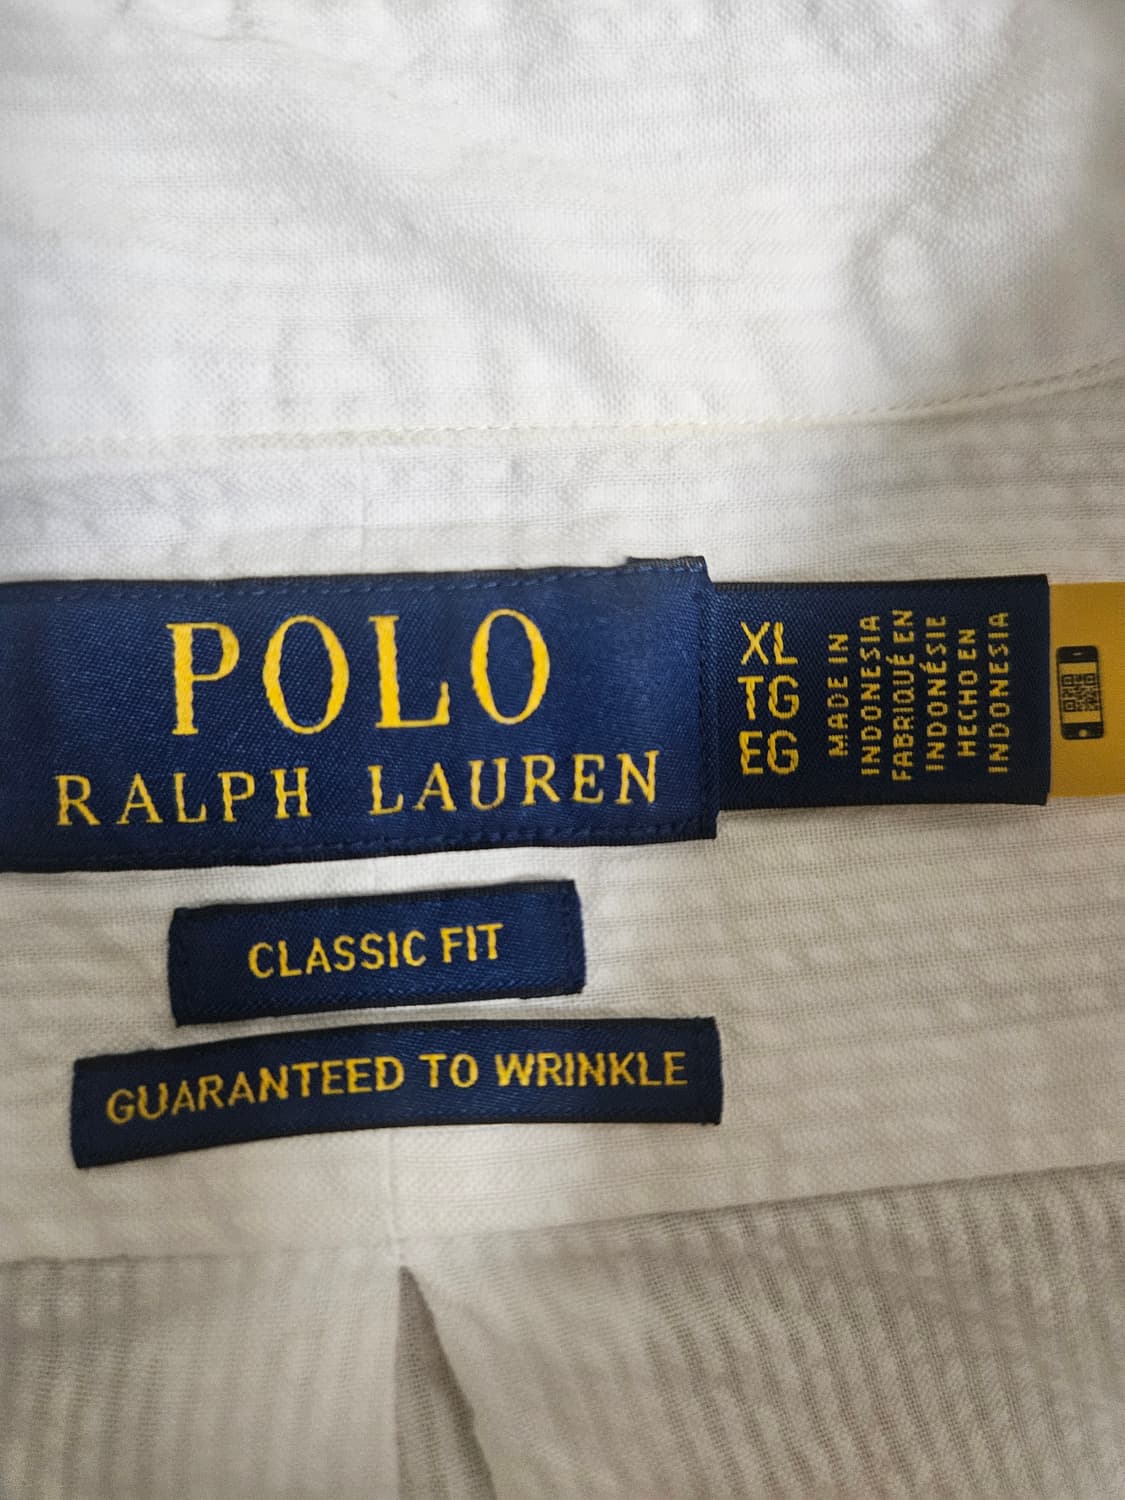 POLO
RALPH LAUREN
XL
TG
EG
MADE IN
INDONESIA
FABRIQUÉ EN
INDONÉSIE
HECHO EN
INDONESIA
CLASSIC FIT
GUARANTEED TO WRINKLE